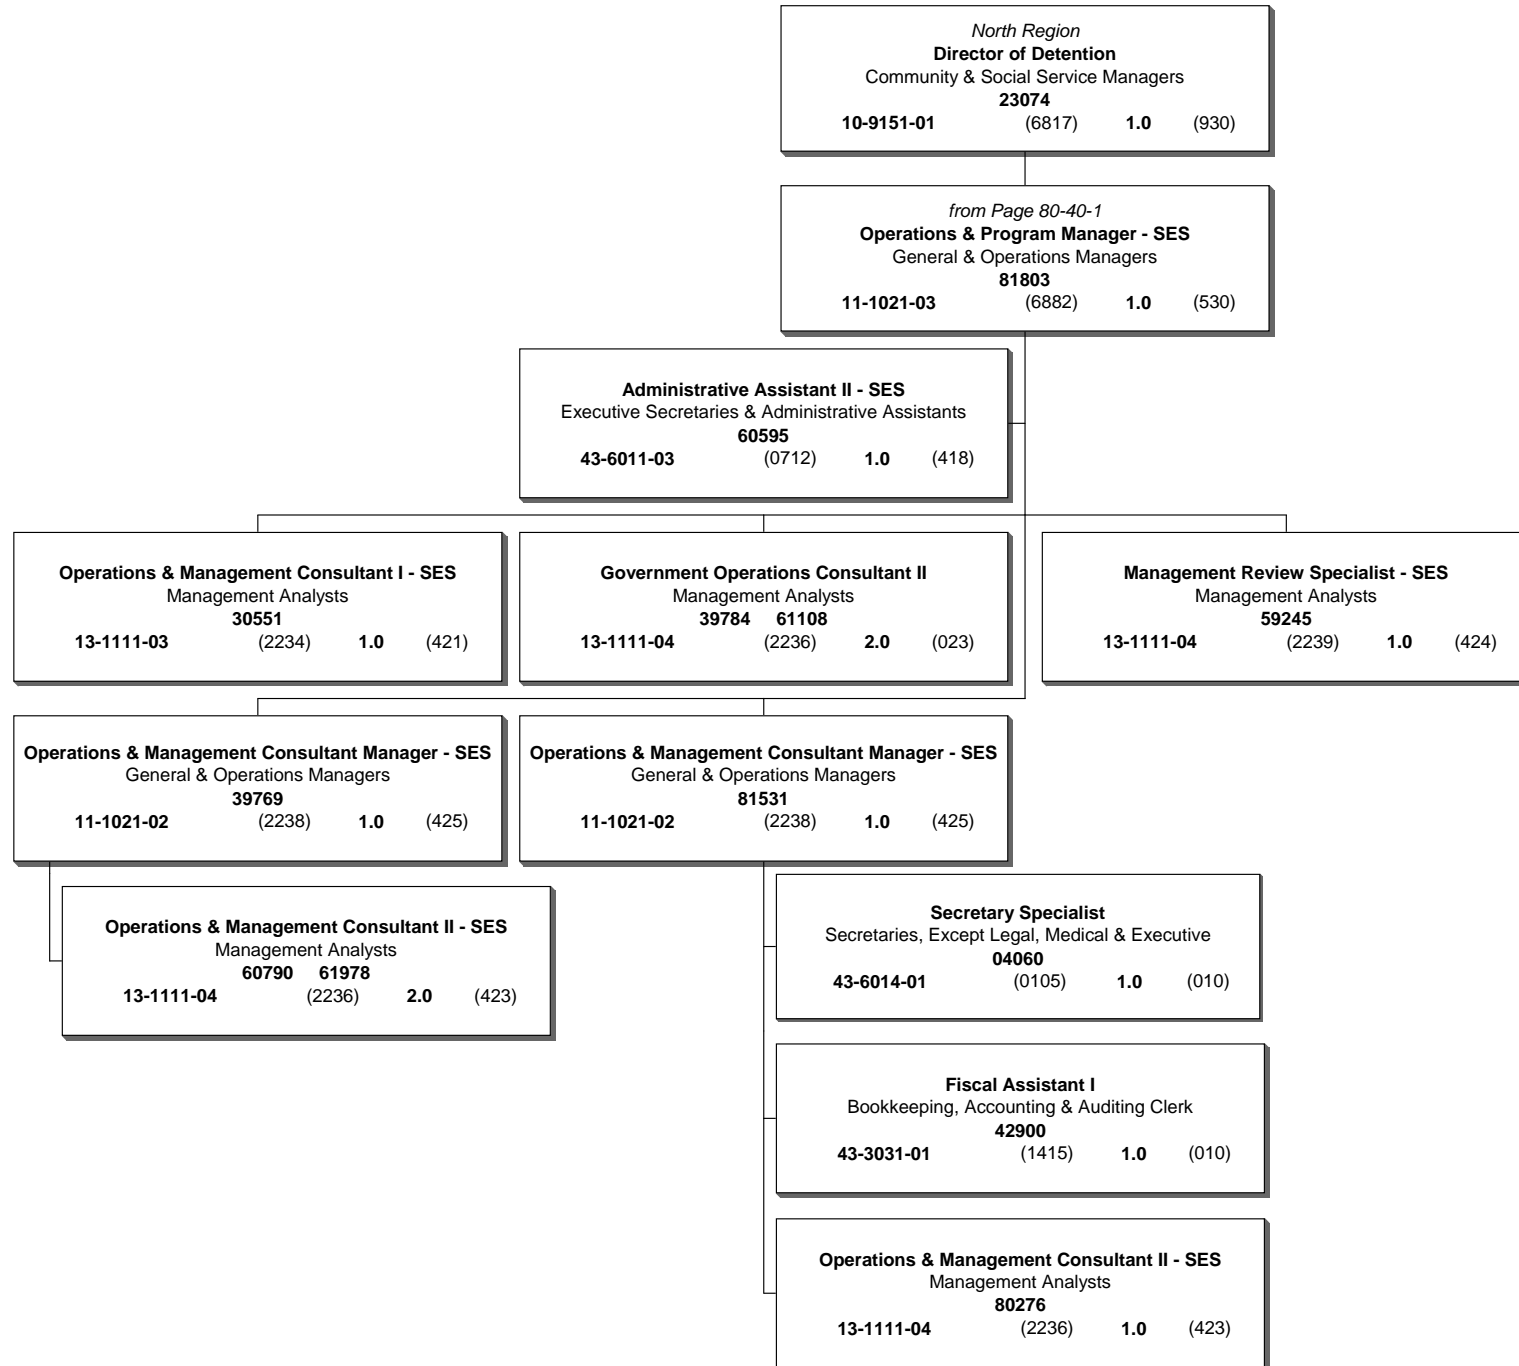 North Region
Director of Detention
Community & Social Service Managers
23074
10-9151-01 (6817) 1.0 (930)
from Page 80-40-1
Operations & Program Manager - SES
General & Operations Managers
81803
11-1021-03 (6882) 1.0 (530)
Administrative Assistant II - SES
Executive Secretaries & Administrative Assistants
60595
43-6011-03 (0712) 1.0 (418)
Operations & Management Consultant I - SES
Management Analysts
30551
13-1111-03 (2234) 1.0 (421)
Government Operations Consultant II
Management Analysts
39784 61108
13-1111-04 (2236) 2.0 (023)
Management Review Specialist - SES
Management Analysts
59245
13-1111-04 (2239) 1.0 (424)
Operations & Management Consultant Manager - SES
General & Operations Managers
39769
11-1021-02 (2238) 1.0 (425)
Operations & Management Consultant Manager - SES
General & Operations Managers
81531
11-1021-02 (2238) 1.0 (425)
Operations & Management Consultant II - SES
Management Analysts
60790 61978
13-1111-04 (2236) 2.0 (423)
Secretary Specialist
Secretaries, Except Legal, Medical & Executive
04060
43-6014-01 (0105) 1.0 (010)
Fiscal Assistant I
Bookkeeping, Accounting & Auditing Clerk
42900
43-3031-01 (1415) 1.0 (010)
Operations & Management Consultant II - SES
Management Analysts
80276
13-1111-04 (2236) 1.0 (423)